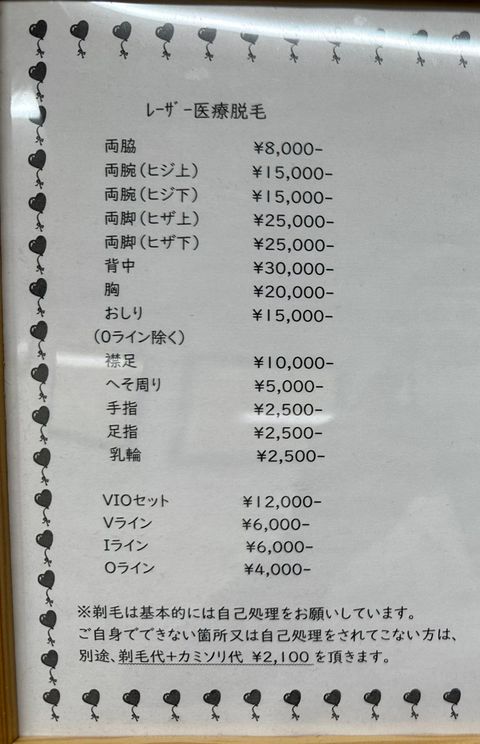 ﾚｰｻﾞｰ医療脱毛
両脇 ¥8,000-
両腕(ヒジ上) ¥15,000-
両腕(ヒジ下) ¥15,000-
両脚(ヒザ上) ¥25,000-
両脚(ヒザ下) ¥25,000-
背中 ¥30,000-
胸 ¥20,000-
おしり ¥15,000-
(Oライン除く)
襟足 ¥10,000-
へそ周り ¥5,000-
手指 ¥2,500-
足指 ¥2,500-
乳輪 ¥2,500-
VIOセット ¥12,000-
Vライン ¥6,000-
Iライン ¥6,000-
Oライン ¥4,000-
※剃毛は基本的には自己処理をお願いしています。
ご自身でできない箇所又は自己処理をされてこない方は、
別途、剃毛代+カミソリ代 ¥2,100を頂きます。